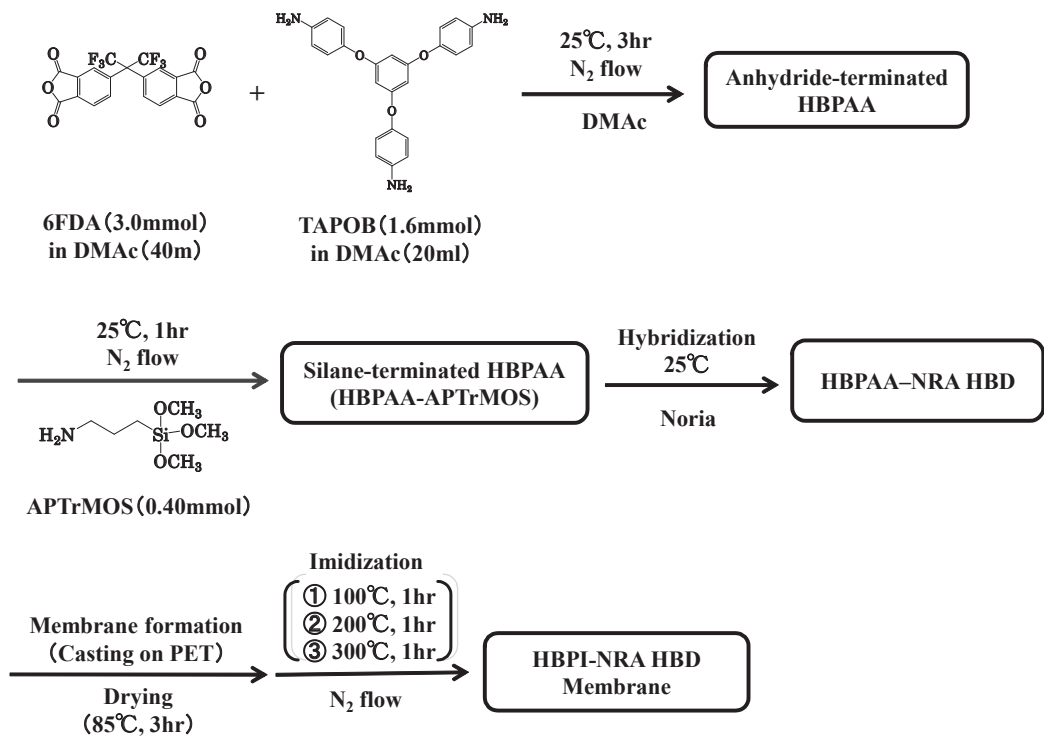 H₂N
NH₂
O
O
F₃C
CF₃
O
O
O
O
O
O
+
O
NH₂
25℃, 3hr
N₂ flow
DMAc
Anhydride-terminated
HBPAA
6FDA(3.0mmol)
in DMAc(40m)
TAPOB(1.6mmol)
in DMAc(20ml)
25℃, 1hr
N₂ flow
H₂N
Si
OCH₃
OCH₃
OCH₃
APTrMOS(0.40mmol)
Silane-terminated HBPAA
(HBPAA-APTrMOS)
Hybridization
25℃
Noria
HBPAA–NRA HBD
Membrane formation
(Casting on PET)
Drying
(85℃, 3hr)
Imidization
① 100℃, 1hr
② 200℃, 1hr
③ 300℃, 1hr
N₂ flow
HBPI-NRA HBD
Membrane